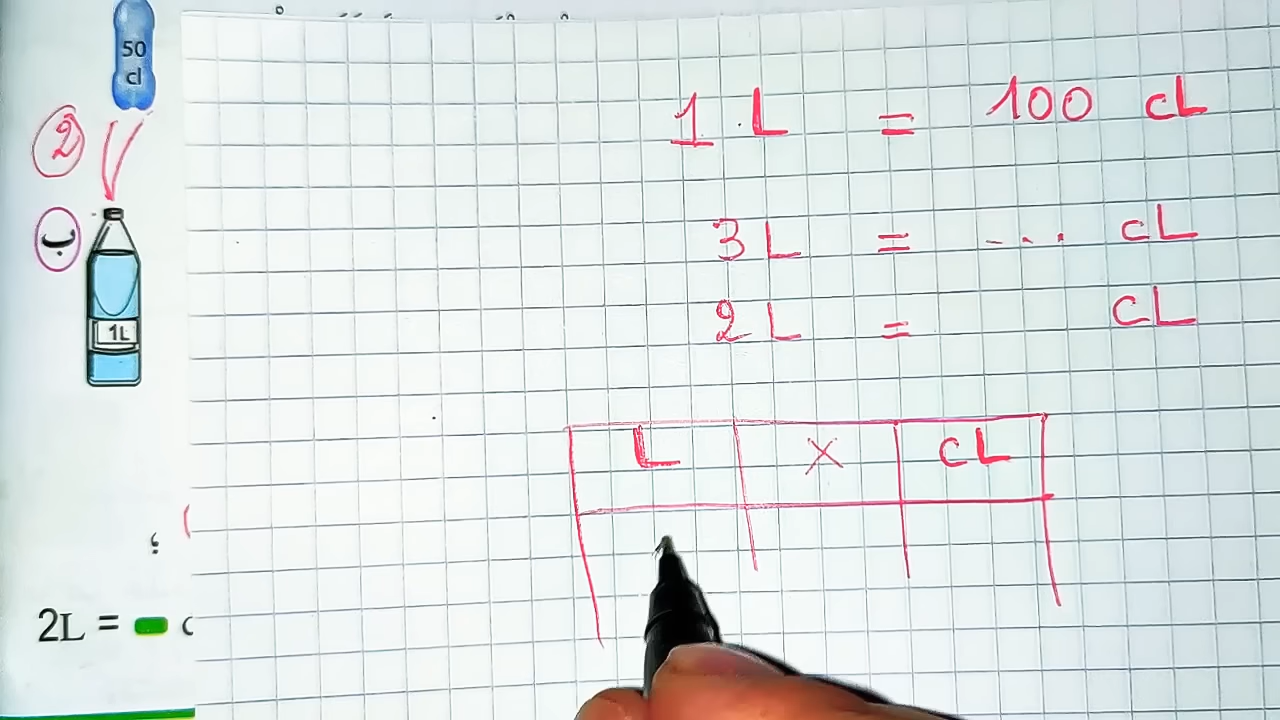 50
cl
2
ب
1L
؟
2L = c
1 L = 100 cL
3 L = ... cL
2 L = cL
L X cL